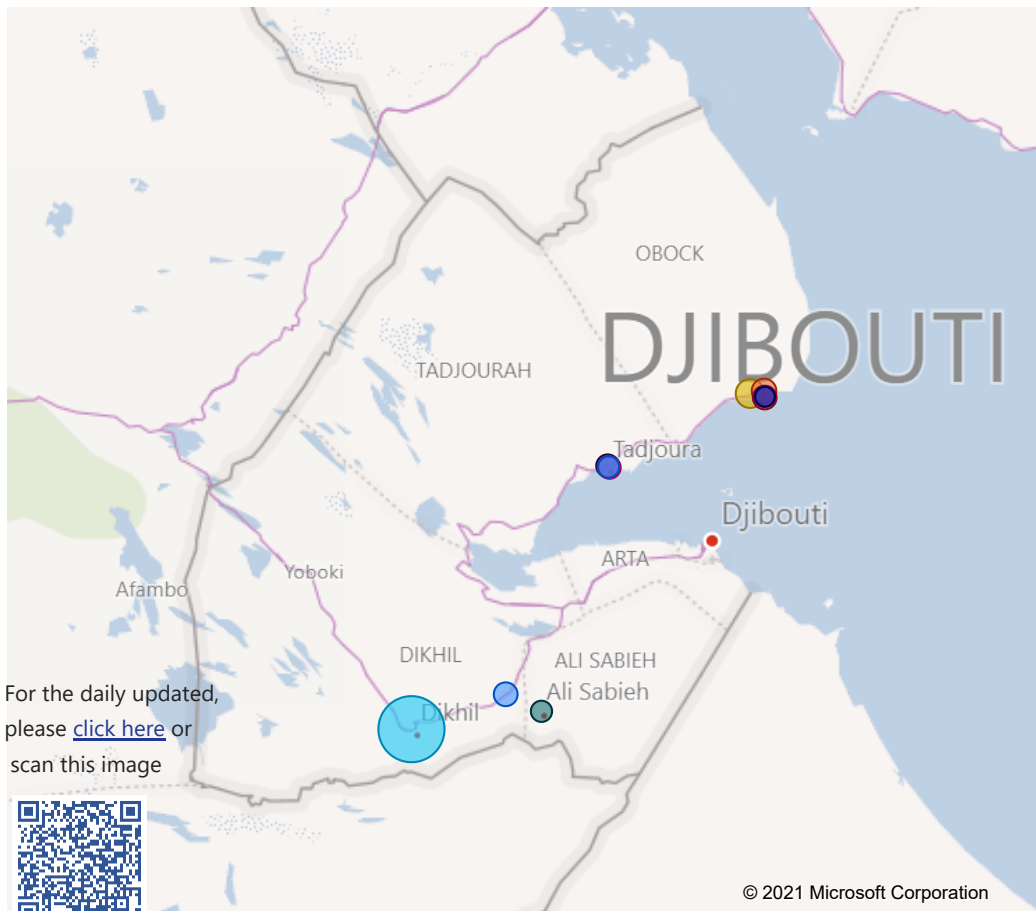 OBOCK
DJIBOUTI
TADJOURAH
Tadjoura
Djibouti
ARTA
Yoboki
Afambo
DIKHIL
ALI SABIEH
Ali Sabieh
Dikhil
For the daily updated,
please click here or
scan this image
© 2021 Microsoft Corporation